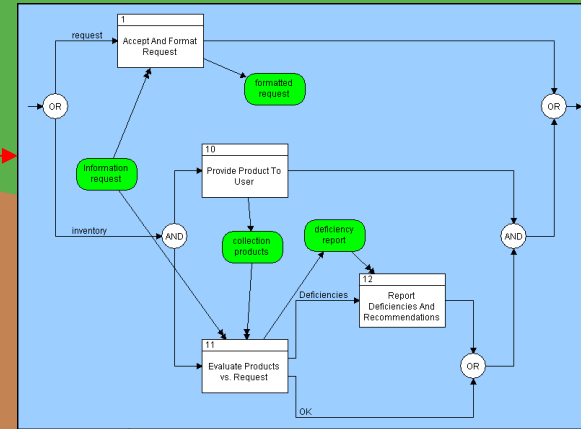 request
1
Accept And Format
Request
formatted
request
OR
OR
Information
request
10
Provide Product To
User
inventory
AND
collection
products
deficiency
report
AND
12
Report
Deficiencies And
Recommendations
Deficiencies
11
Evaluate Products
vs. Request
OR
OK